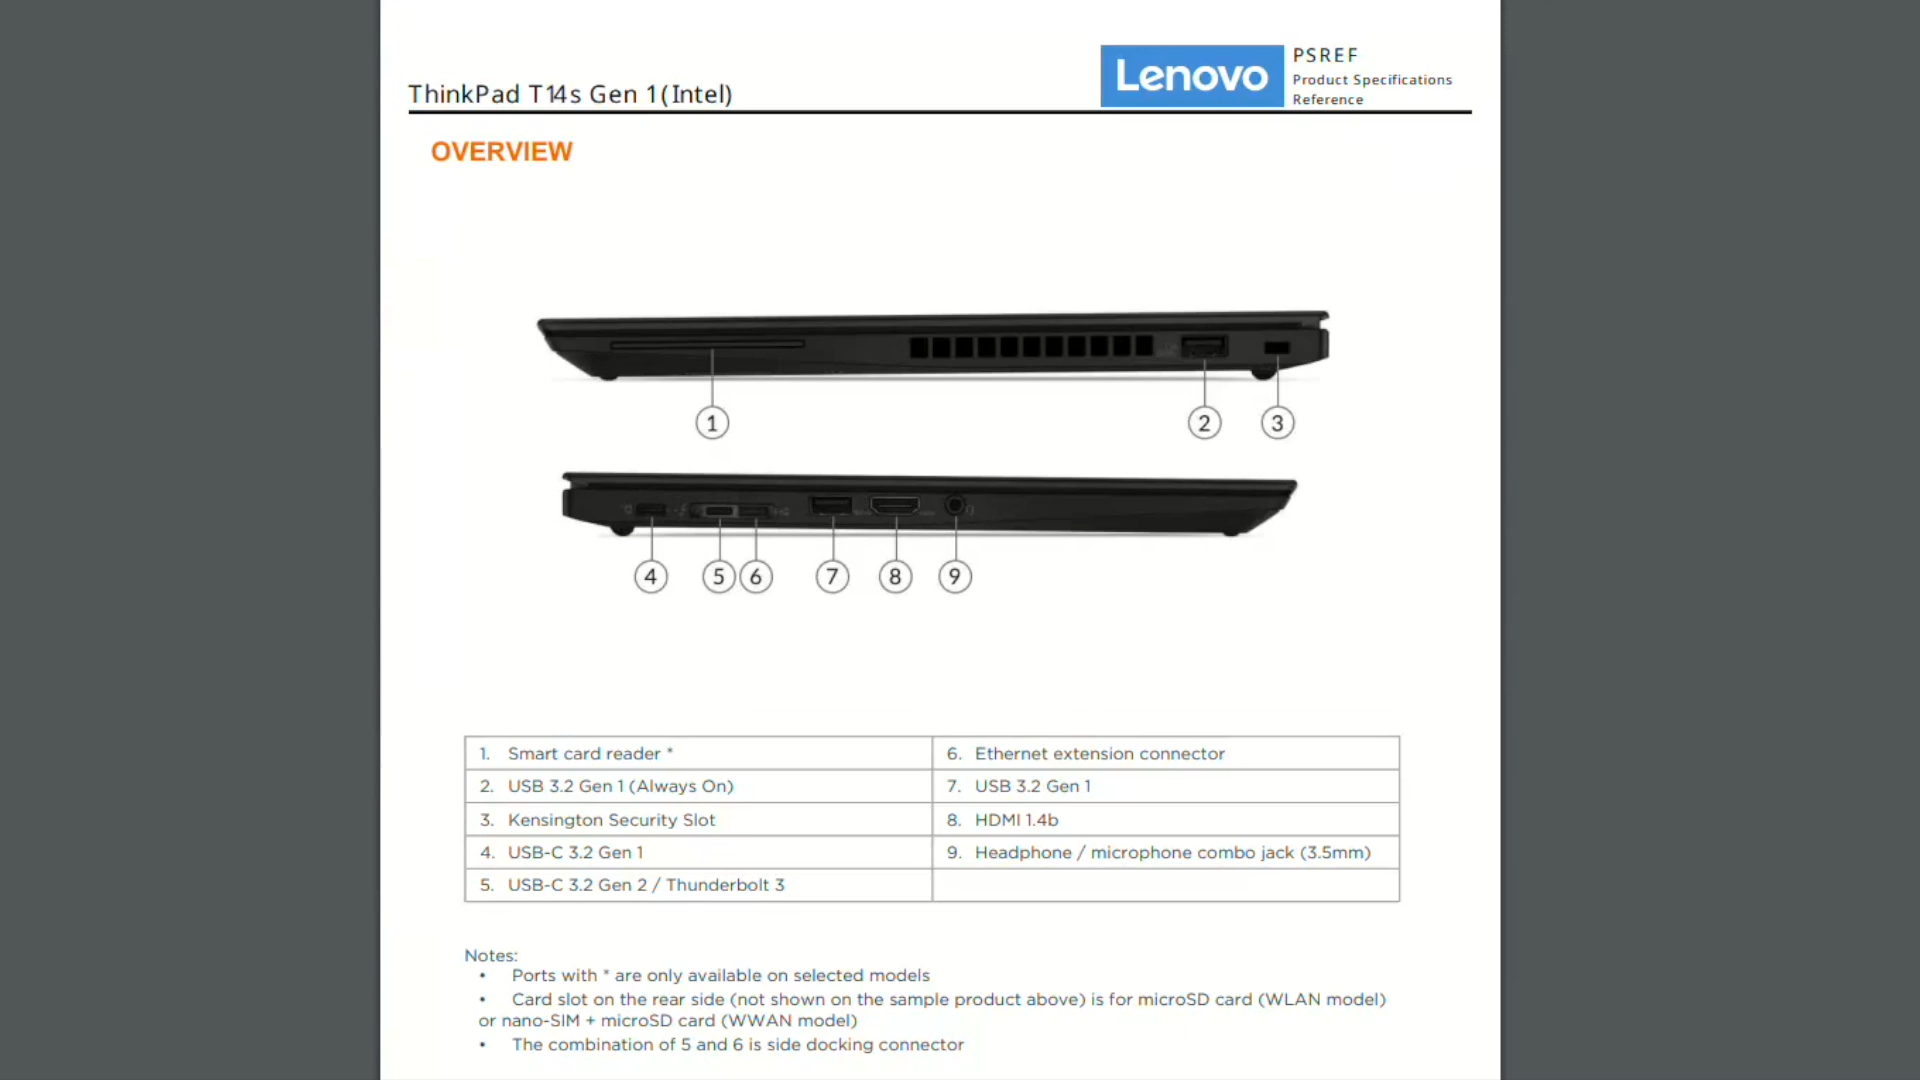 ThinkPad T14s Gen 1(Intel)
Lenovo
PSREF
Product Specifications
Reference
OVERVIEW
1
2
3
4
5
6
7
8
9
1. Smart card reader *
6. Ethernet extension connector
2. USB 3.2 Gen 1 (Always On)
7. USB 3.2 Gen 1
3. Kensington Security Slot
8. HDMI 1.4b
4. USB-C 3.2 Gen 1
9. Headphone / microphone combo jack (3.5mm)
5. USB-C 3.2 Gen 2 / Thunderbolt 3
Notes:
• Ports with * are only available on selected models
• Card slot on the rear side (not shown on the sample product above) is for microSD card (WLAN model)
or nano-SIM + microSD card (WWAN model)
• The combination of 5 and 6 is side docking connector